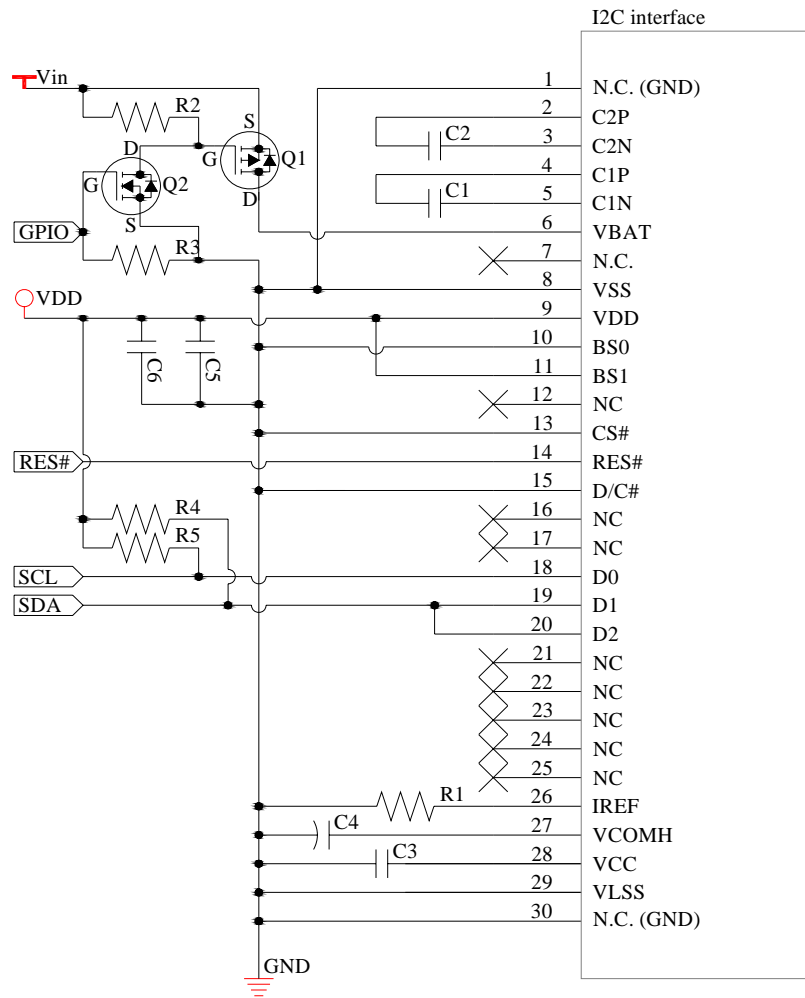 I2C interface
Vin
1 N.C. (GND)
R2
2 C2P
S
C2
3 C2N
D
G
Q1
4 C1P
G
Q2
D
C1
5 C1N
S
GPIO
6 VBAT
R3
7 N.C.
8 VSS
VDD
9 VDD
10 BS0
C6
C5
11 BS1
12 NC
13 CS#
RES#
14 RES#
15 D/C#
R4
16 NC
R5
17 NC
SCL
18 D0
SDA
19 D1
20 D2
21 NC
22 NC
23 NC
24 NC
25 NC
R1
26 IREF
C4
27 VCOMH
C3
28 VCC
29 VLSS
30 N.C. (GND)
GND